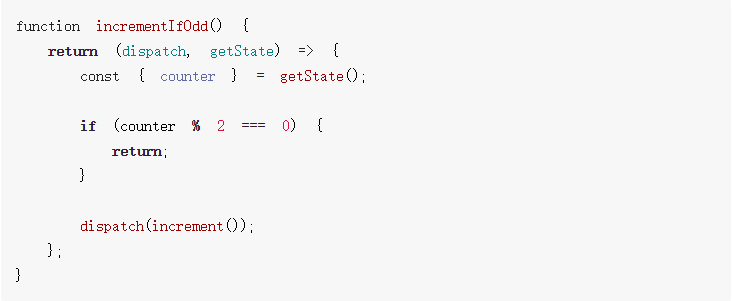 function incrementIfOdd() {
    return (dispatch, getState) => {
        const { counter } = getState();

        if (counter % 2 === 0) {
            return;
        }

        dispatch(increment());
    };
}